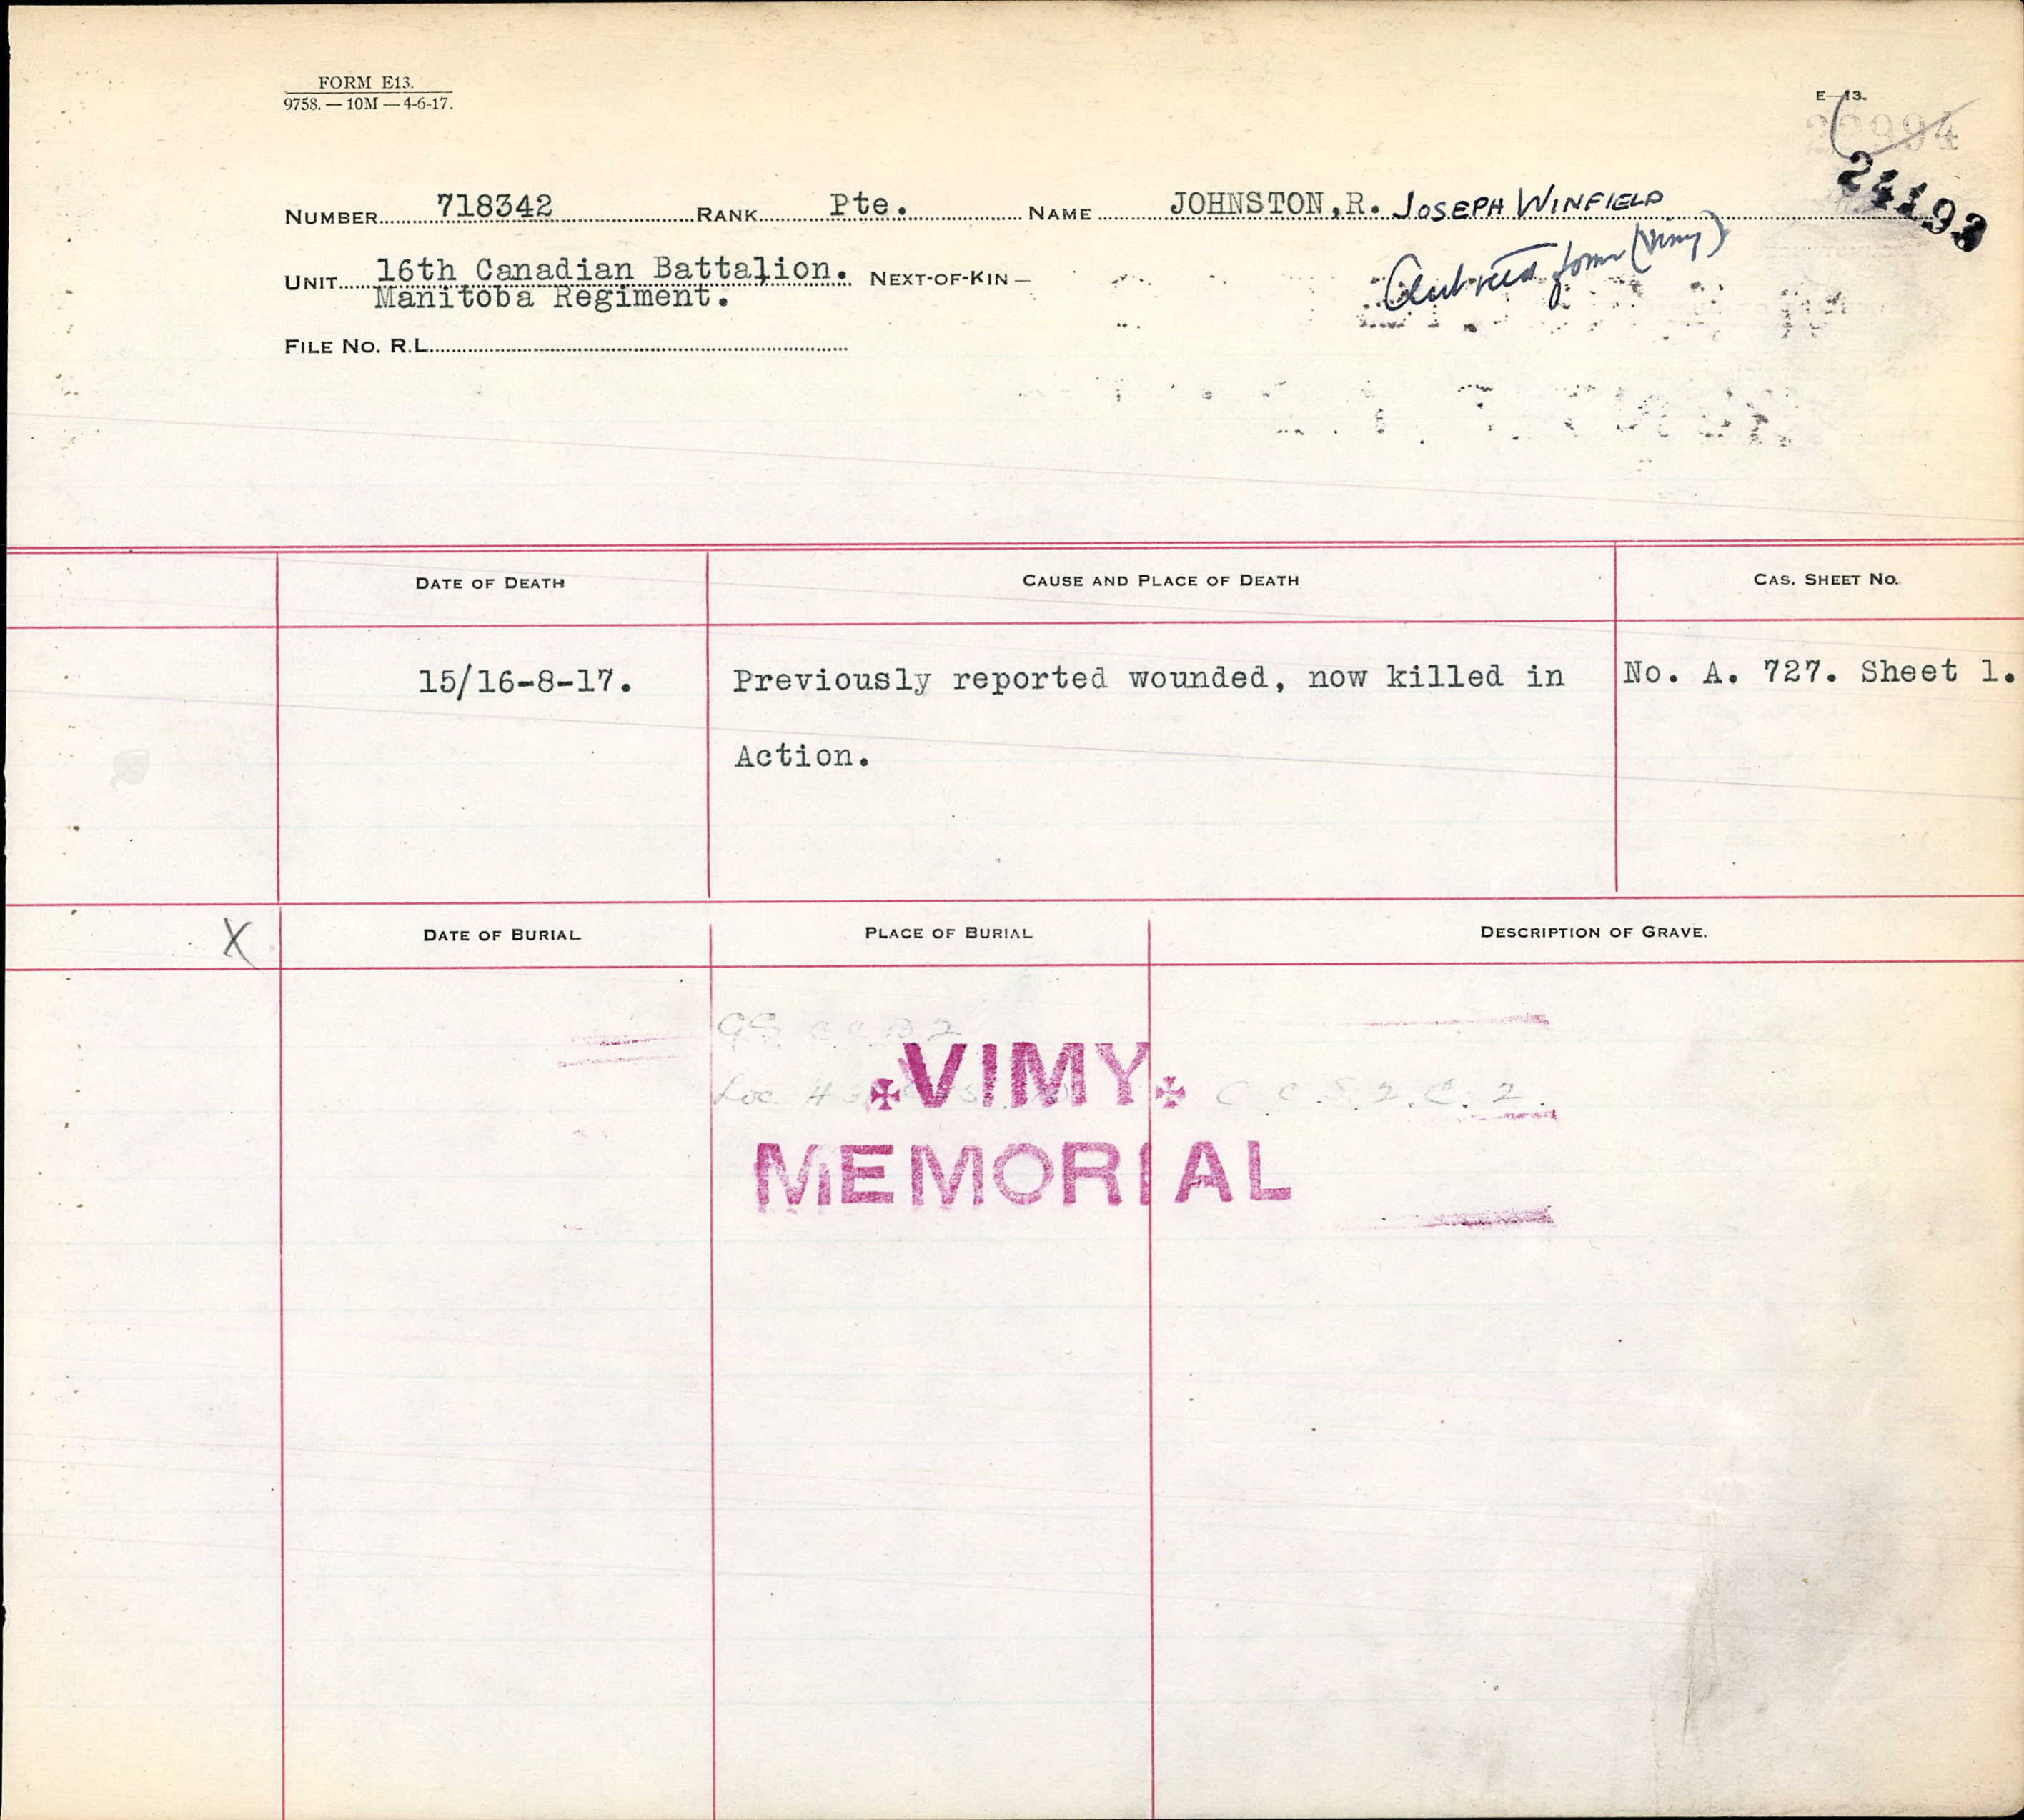 FORM E13.
9758. — 10M — 4-6-17.
E—13.
24193
NUMBER 718342 RANK Pte. NAME JOHNSTON,R. JOSEPH WINFIELD
form (Vimy)
UNIT 16th Canadian Battalion. NEXT-OF-KIN —
Manitoba Regiment.
FILE NO. R.L.
DATE OF DEATH CAUSE AND PLACE OF DEATH CAS. SHEET NO.
15/16-8-17. Previously reported wounded, now killed in No. A. 727. Sheet 1.
Action.
X DATE OF BURIAL PLACE OF BURIAL DESCRIPTION OF GRAVE.
VIMY
MEMORIAL